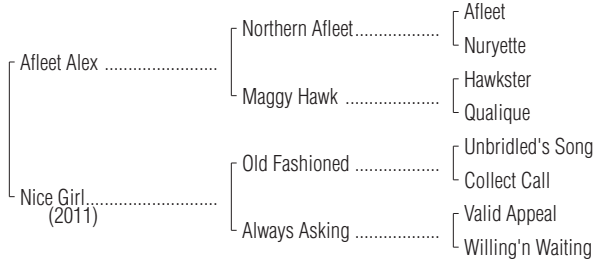 Afleet
Northern Afleet..................
Nuryette
Afleet Alex ........................
Hawkster
Maggy Hawk ....................
Qualique
Unbridled's Song
Old Fashioned ..................
Collect Call
Nice Girl............................
(2011)
Valid Appeal
Always Asking ..................
Willing'n Waiting